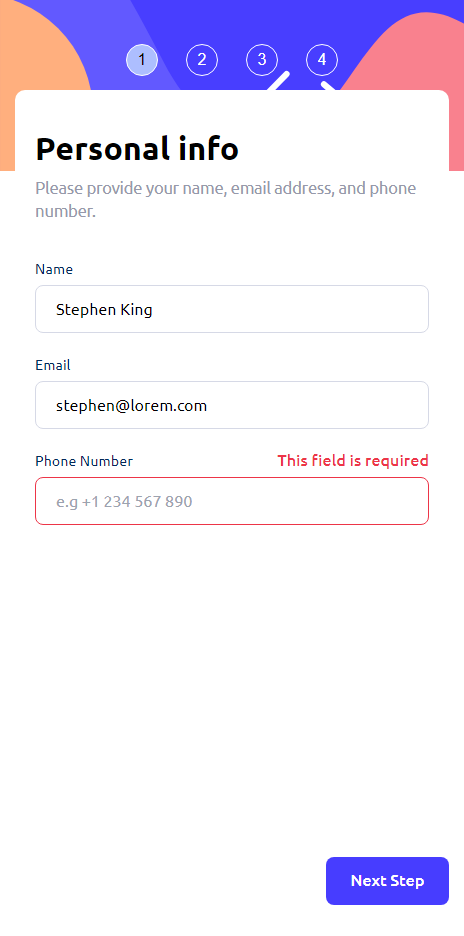 1 2 3 4
Personal info
Please provide your name, email address, and phone
number.
Name
Stephen King
Email
stephen@lorem.com
Phone Number This field is required
e.g +1 234 567 890
Next Step